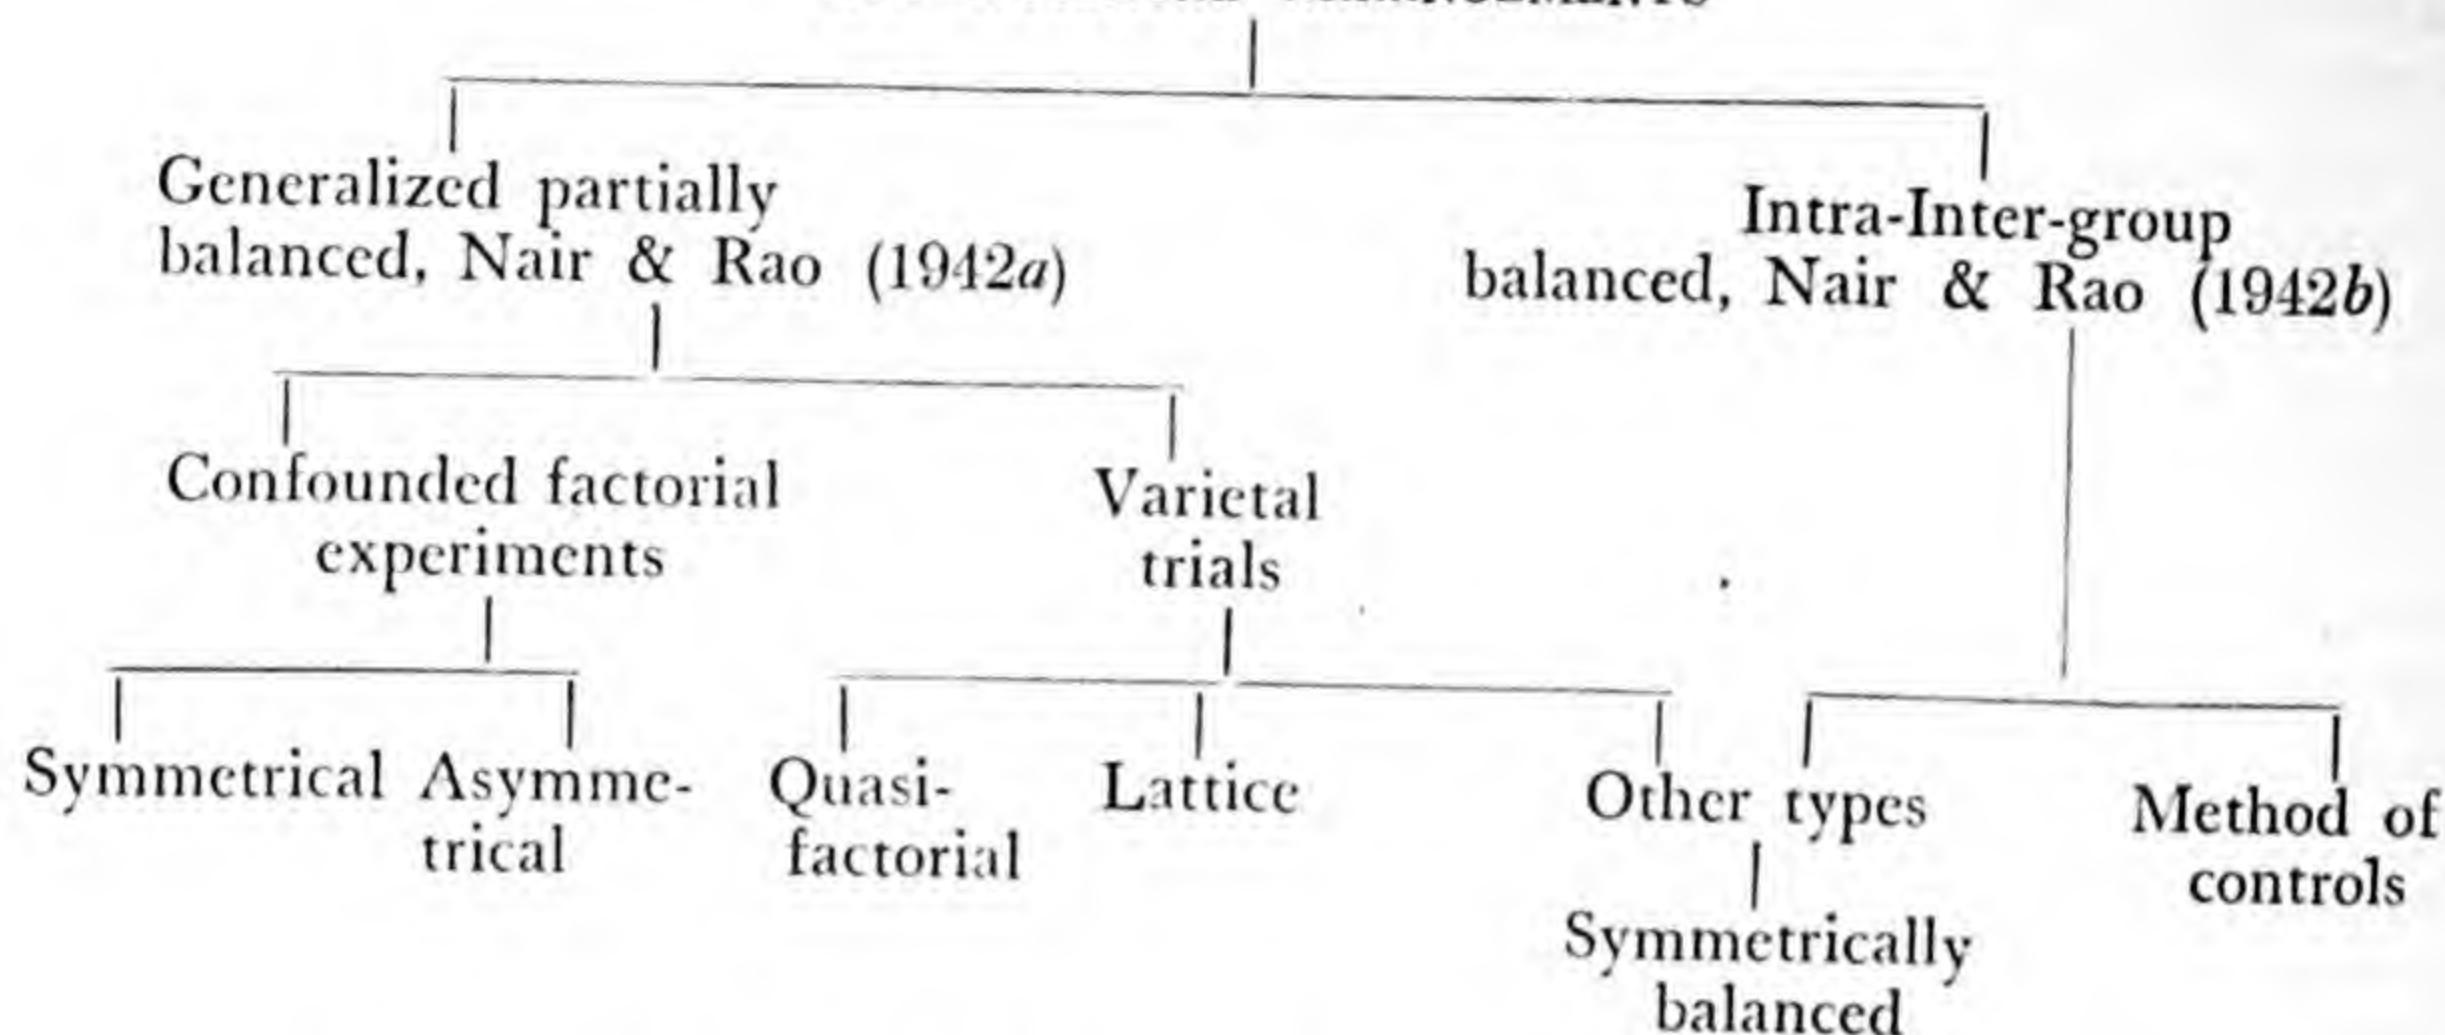 Generalized partially
balanced, Nair & Rao (1942a)
Intra-Inter-group
balanced, Nair & Rao (1942b)
Confounded factorial
experiments
Varietal
trials
Symmetrical
Asymme-
trical
Quasi-
factorial
Lattice
Other types
Method of
controls
Symmetrically
balanced